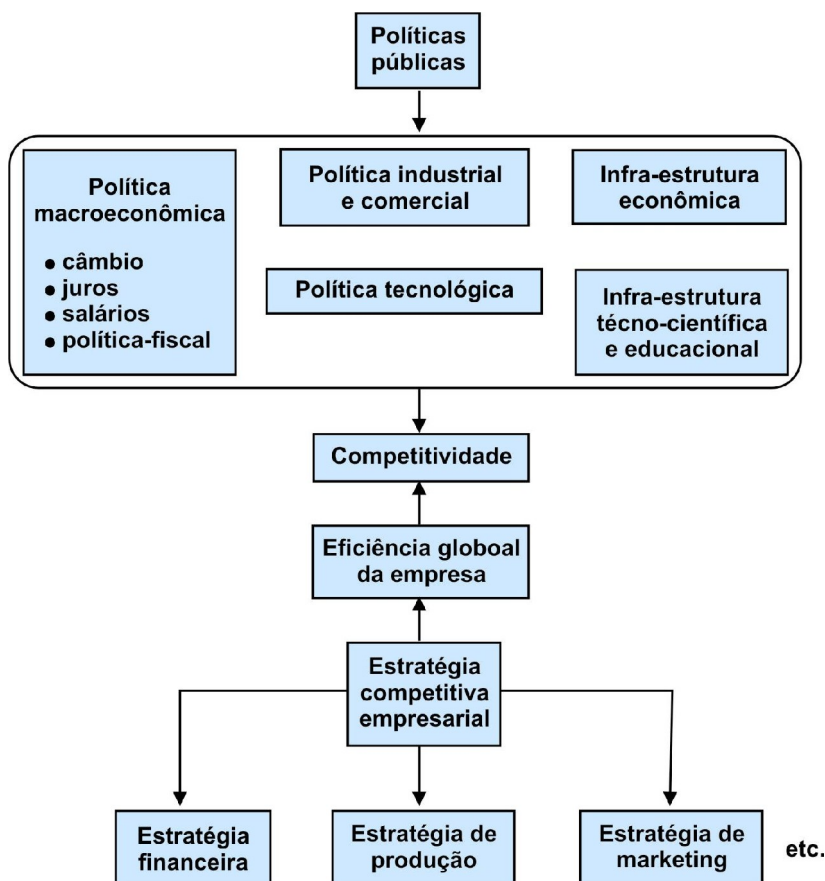 Políticas
públicas
Política
macroeconômica
• câmbio
• juros
• salários
• política-fiscal
Política industrial
e comercial
Política tecnológica
Infra-estrutura
econômica
Infra-estrutura
técno-científica
e educacional
Competitividade
Eficiência globoal
da empresa
Estratégia
competitiva
empresarial
Estratégia
financeira
Estratégia de
produção
Estratégia de
marketing
etc.